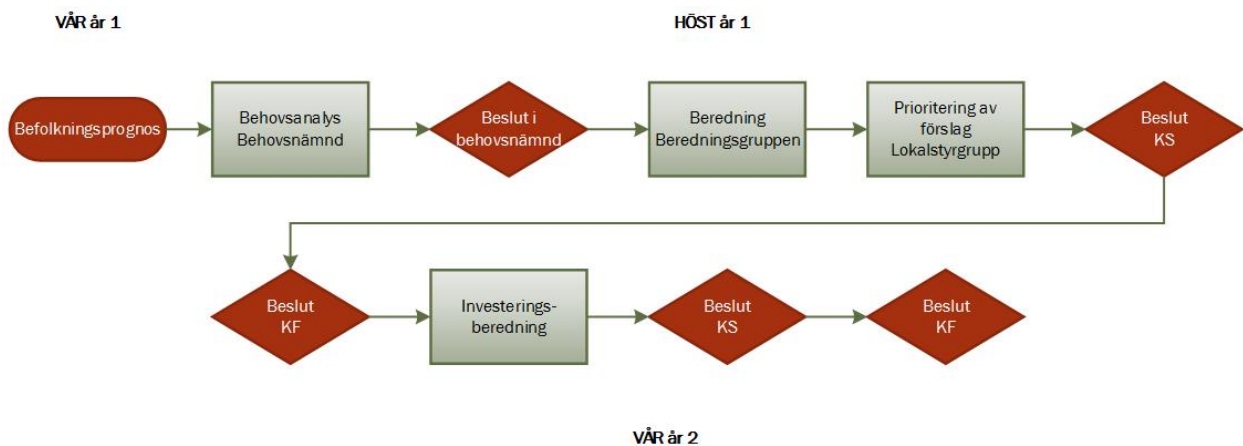 VÅR år 1
HÖST år 1
Befolkningsprognos
Behovsanalys
Behovsnämnd
Beslut i
behovsnämnd
Beredning
Beredningsgruppen
Prioritering av
förslag
Lokalstyrgrupp
Beslut
KS
Beslut
KF
Investerings-
beredning
Beslut
KS
Beslut
KF
VÅR år 2